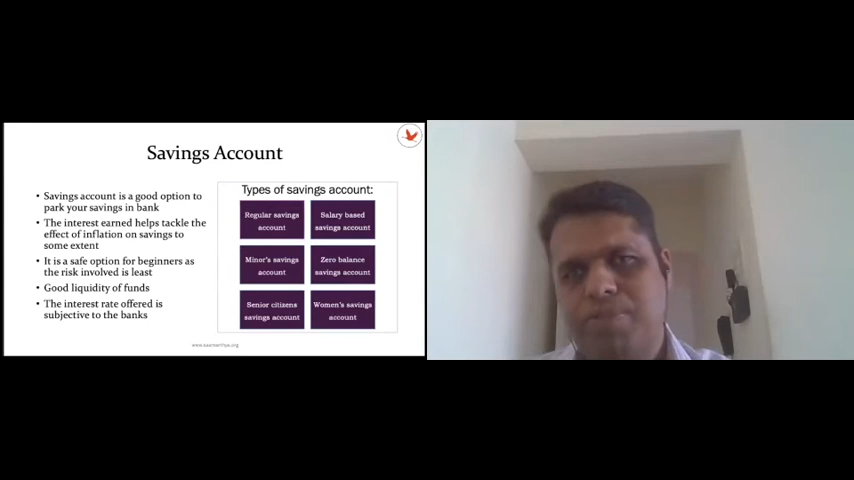 Savings Account
• Savings account is a good option to
park your savings in bank
• The interest earned helps tackle the
effect of inflation on savings to
some extent
• It is a safe option for beginners as
the risk involved is least
• Good liquidity of funds
• The interest rate offered is
subjective to the banks
Types of savings account:
Regular savings
account
Salary based
savings account
Minor's savings
account
Zero balance
savings account
Senior citizens
savings account
Women's savings
account
www.saamarthya.org